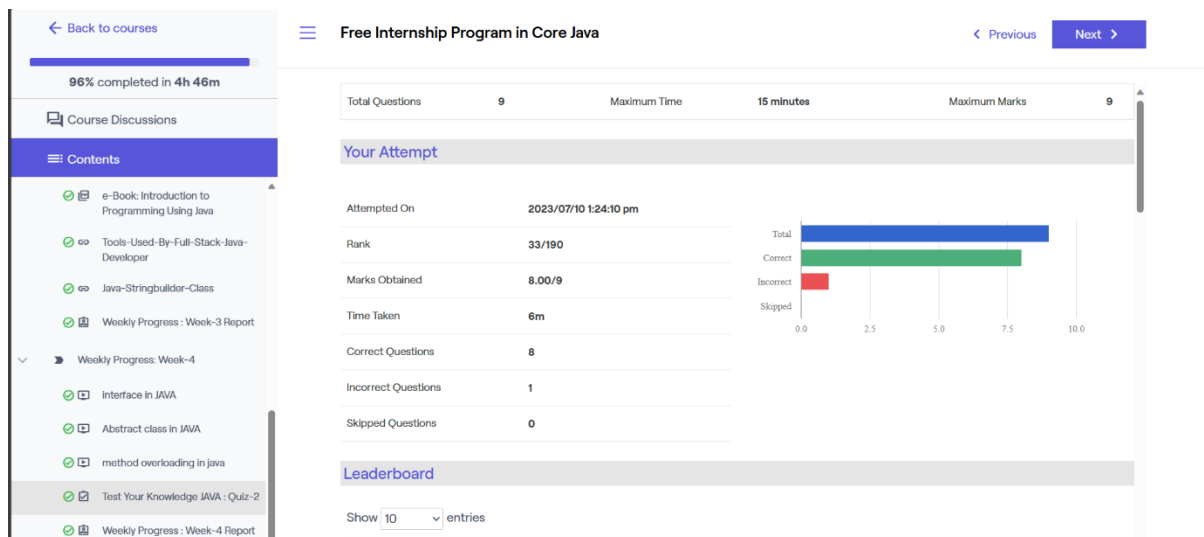 Back to courses
96% completed in 4h 46m
Course Discussions
Contents
e-Book: Introduction to
Programming Using Java
Tools-Used-By-Full-Stack-Java-
Developer
Java-Stringbuilder-Class
Weekly Progress : Week-3 Report
Weekly Progress: Week-4
interface in JAVA
Abstract class in JAVA
method overloading in java
Test Your Knowledge JAVA : Quiz-2
Weekly Progress : Week-4 Report
Free Internship Program in Core Java
Previous
Next
Total Questions 9 Maximum Time 15 minutes Maximum Marks 9
Your Attempt
Attempted On 2023/07/10 1:24:10 pm
Rank 33/190
Marks Obtained 8.00/9
Time Taken 6m
Correct Questions 8
Incorrect Questions 1
Skipped Questions 0
Total
Correct
Incorrect
Skipped
0.0 2.5 5.0 7.5 10.0
Leaderboard
Show 10 entries